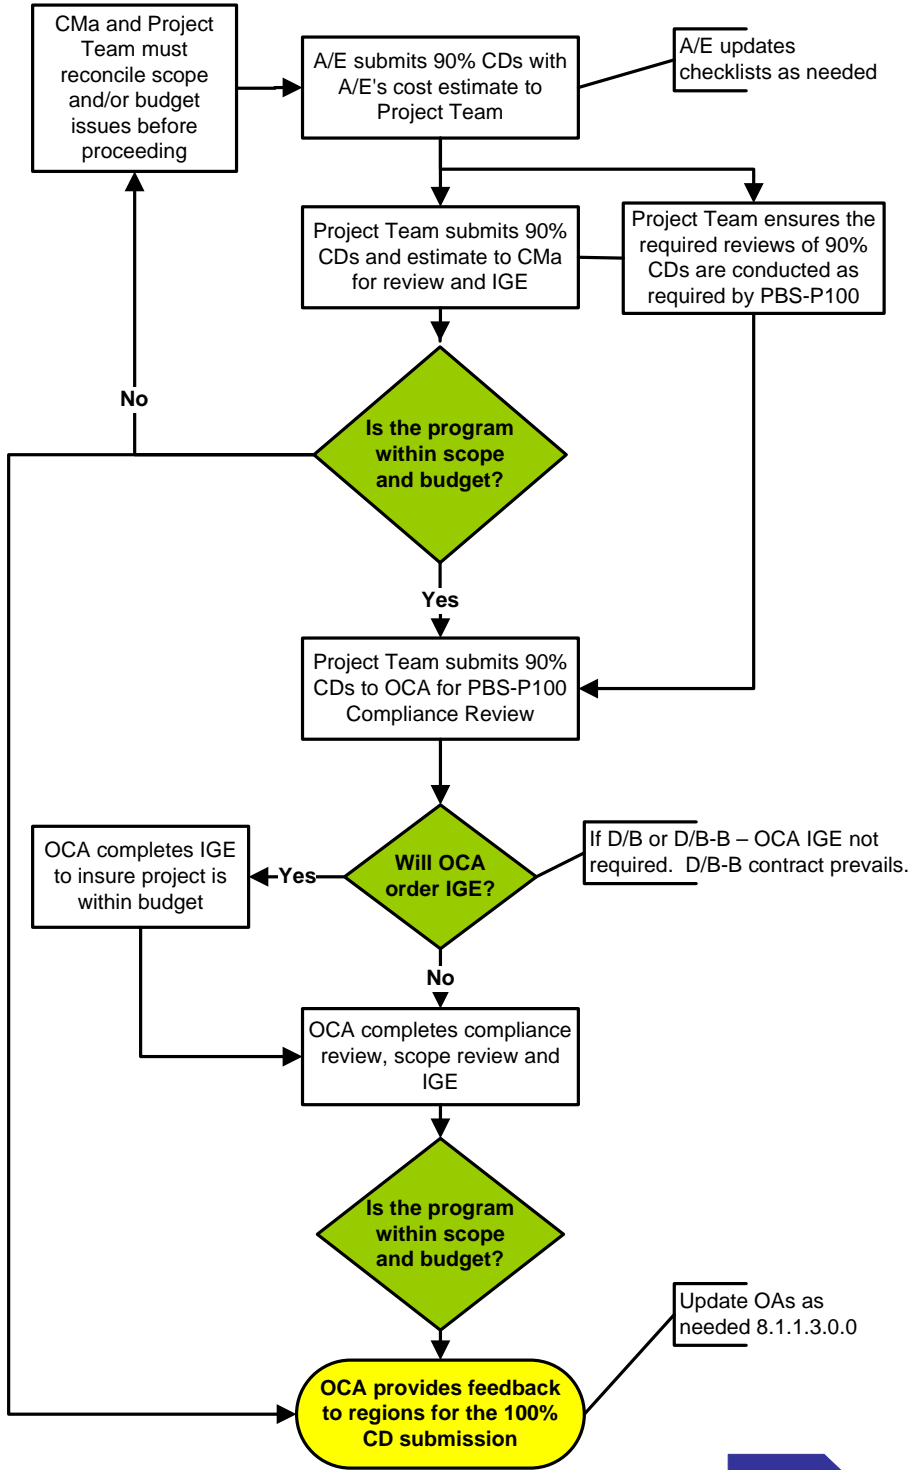 CMa and Project
Team must
reconcile scope
and/or budget
issues before
proceeding
A/E submits 90% CDs with
A/E's cost estimate to
Project Team
A/E updates
checklists as needed
Project Team submits 90%
CDs and estimate to CMa
for review and IGE
Project Team ensures the
required reviews of 90%
CDs are conducted as
required by PBS-P100
No
Is the program
within scope
and budget?
Yes
Project Team submits 90%
CDs to OCA for PBS-P100
Compliance Review
OCA completes IGE
to insure project is
within budget
Yes
Will OCA
order IGE?
If D/B or D/B-B – OCA IGE not
required. D/B-B contract prevails.
No
OCA completes compliance
review, scope review and
IGE
Is the program
within scope
and budget?
Update OAs as
needed 8.1.1.3.0.0
OCA provides feedback
to regions for the 100%
CD submission